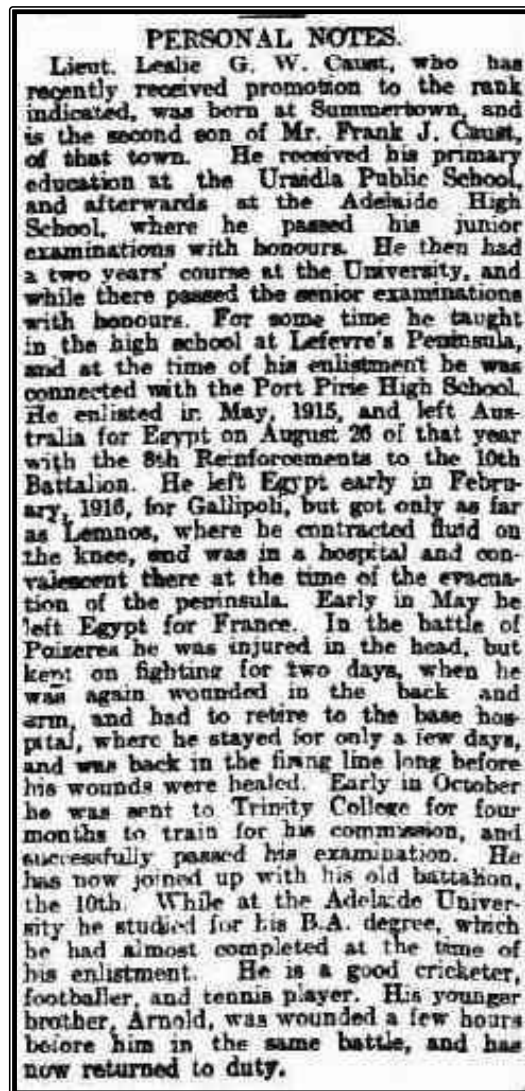 PERSONAL NOTES.
Lieut. Leslie G. W. Caust, who has
recently received promotion to the rank
indicated, was born at Summertown, and
is the second son of Mr. Frank J. Caust,
of that town. He received his primary
education at the Uraidla Public School,
and afterwards at the Adelaide High
School, where he passed his junior
examinations with honours. He then had
a two years' course at the University, and
while there passed the senior examinations
with honours. For some time he taught
in the high school at Lefevre's Peninsula,
and at the time of his enlistment he was
connected with the Port Pirie High School.
He enlisted in May, 1915, and left Aus-
tralia for Egypt on August 26 of that year
with the 8th Reinforcements to the 10th
Battalion. He left Egypt early in Febru-
ary, 1916, for Gallipoli, but got only as far
as Lemnos, where he contracted fluid on
the knee, and was in a hospital and con-
valescent there at the time of the evacua-
tion of the peninsula. Early in May he
left Egypt for France. In the battle of
Poizeres he was injured in the head, but
kept on fighting for two days, when he
was again wounded in the back and
arm, and had to retire to the base hos-
pital, where he stayed for only a few days,
and was back in the firing line long before
his wounds were healed. Early in October
he was sent to Trinity College for four
months to train for his commission, and
successfully passed his examination. He
has now joined up with his old battalion,
the 10th. While at the Adelaide Univer-
sity he studied for his B.A. degree, which
he had almost completed at the time of
his enlistment. He is a good cricketer,
footballer, and tennis player. His younger
brother, Arnold, was wounded a few hours
before him in the same battle, and has
now returned to duty.